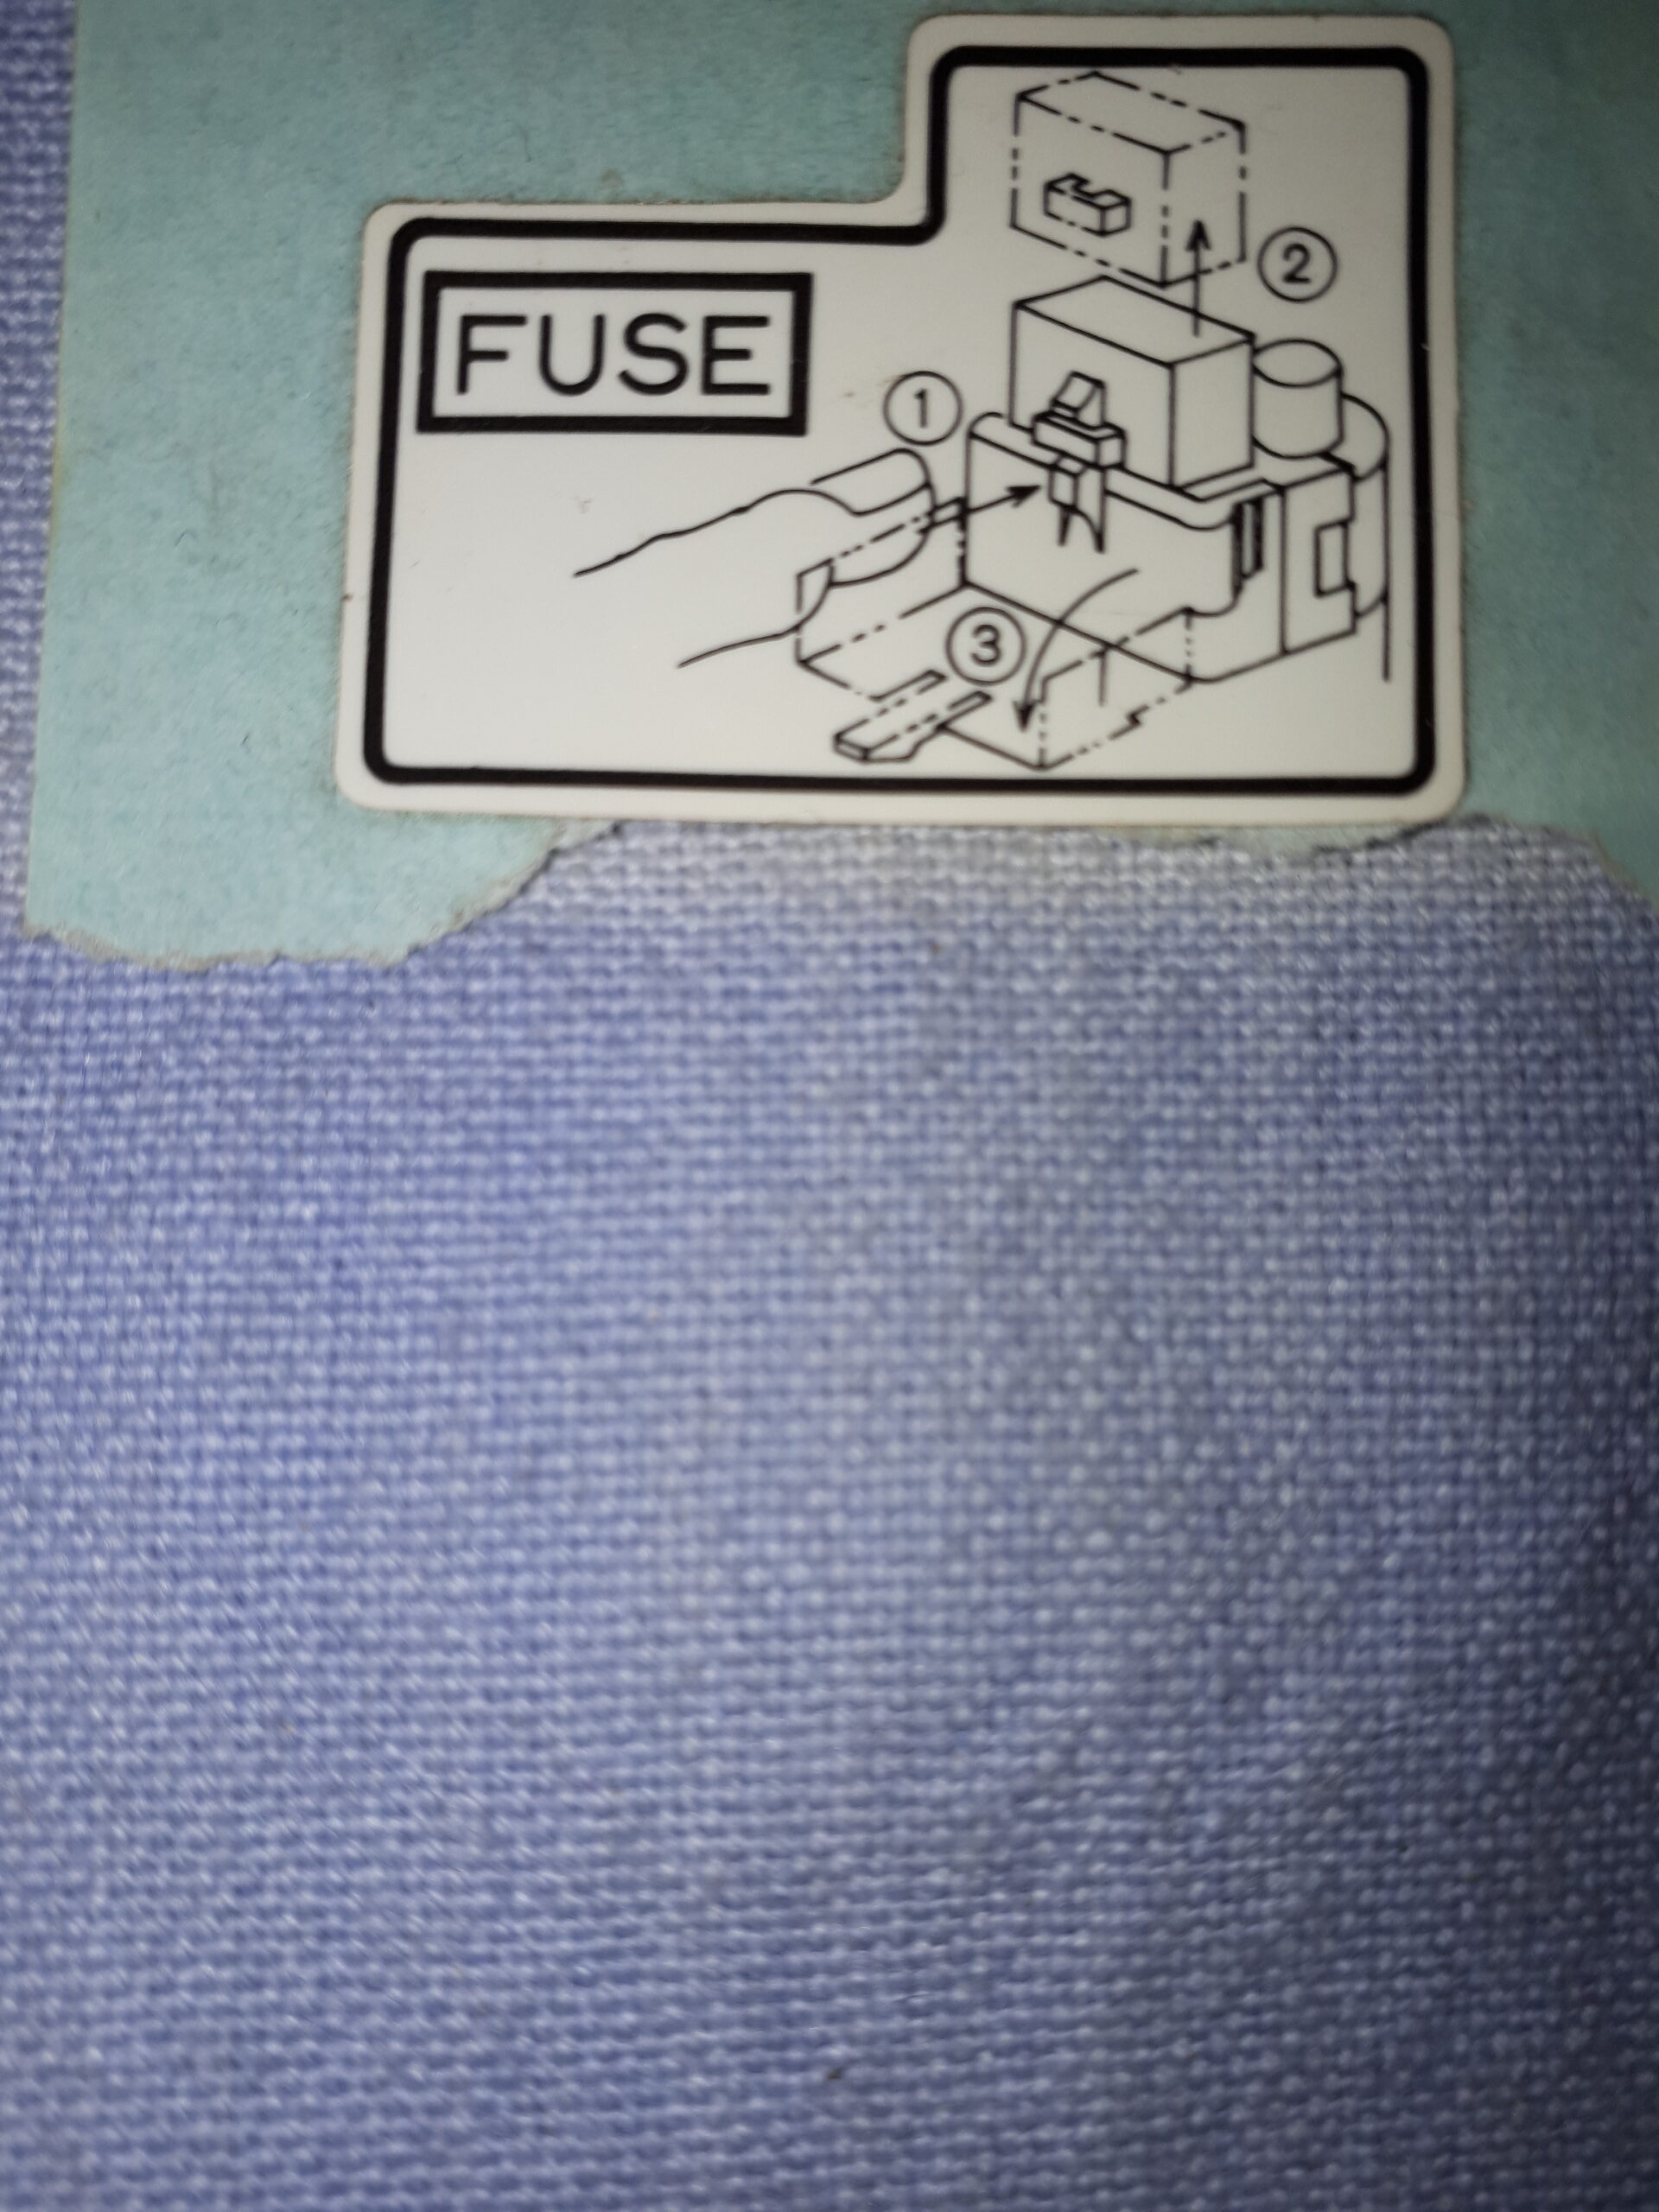 FUSE
②
①
③